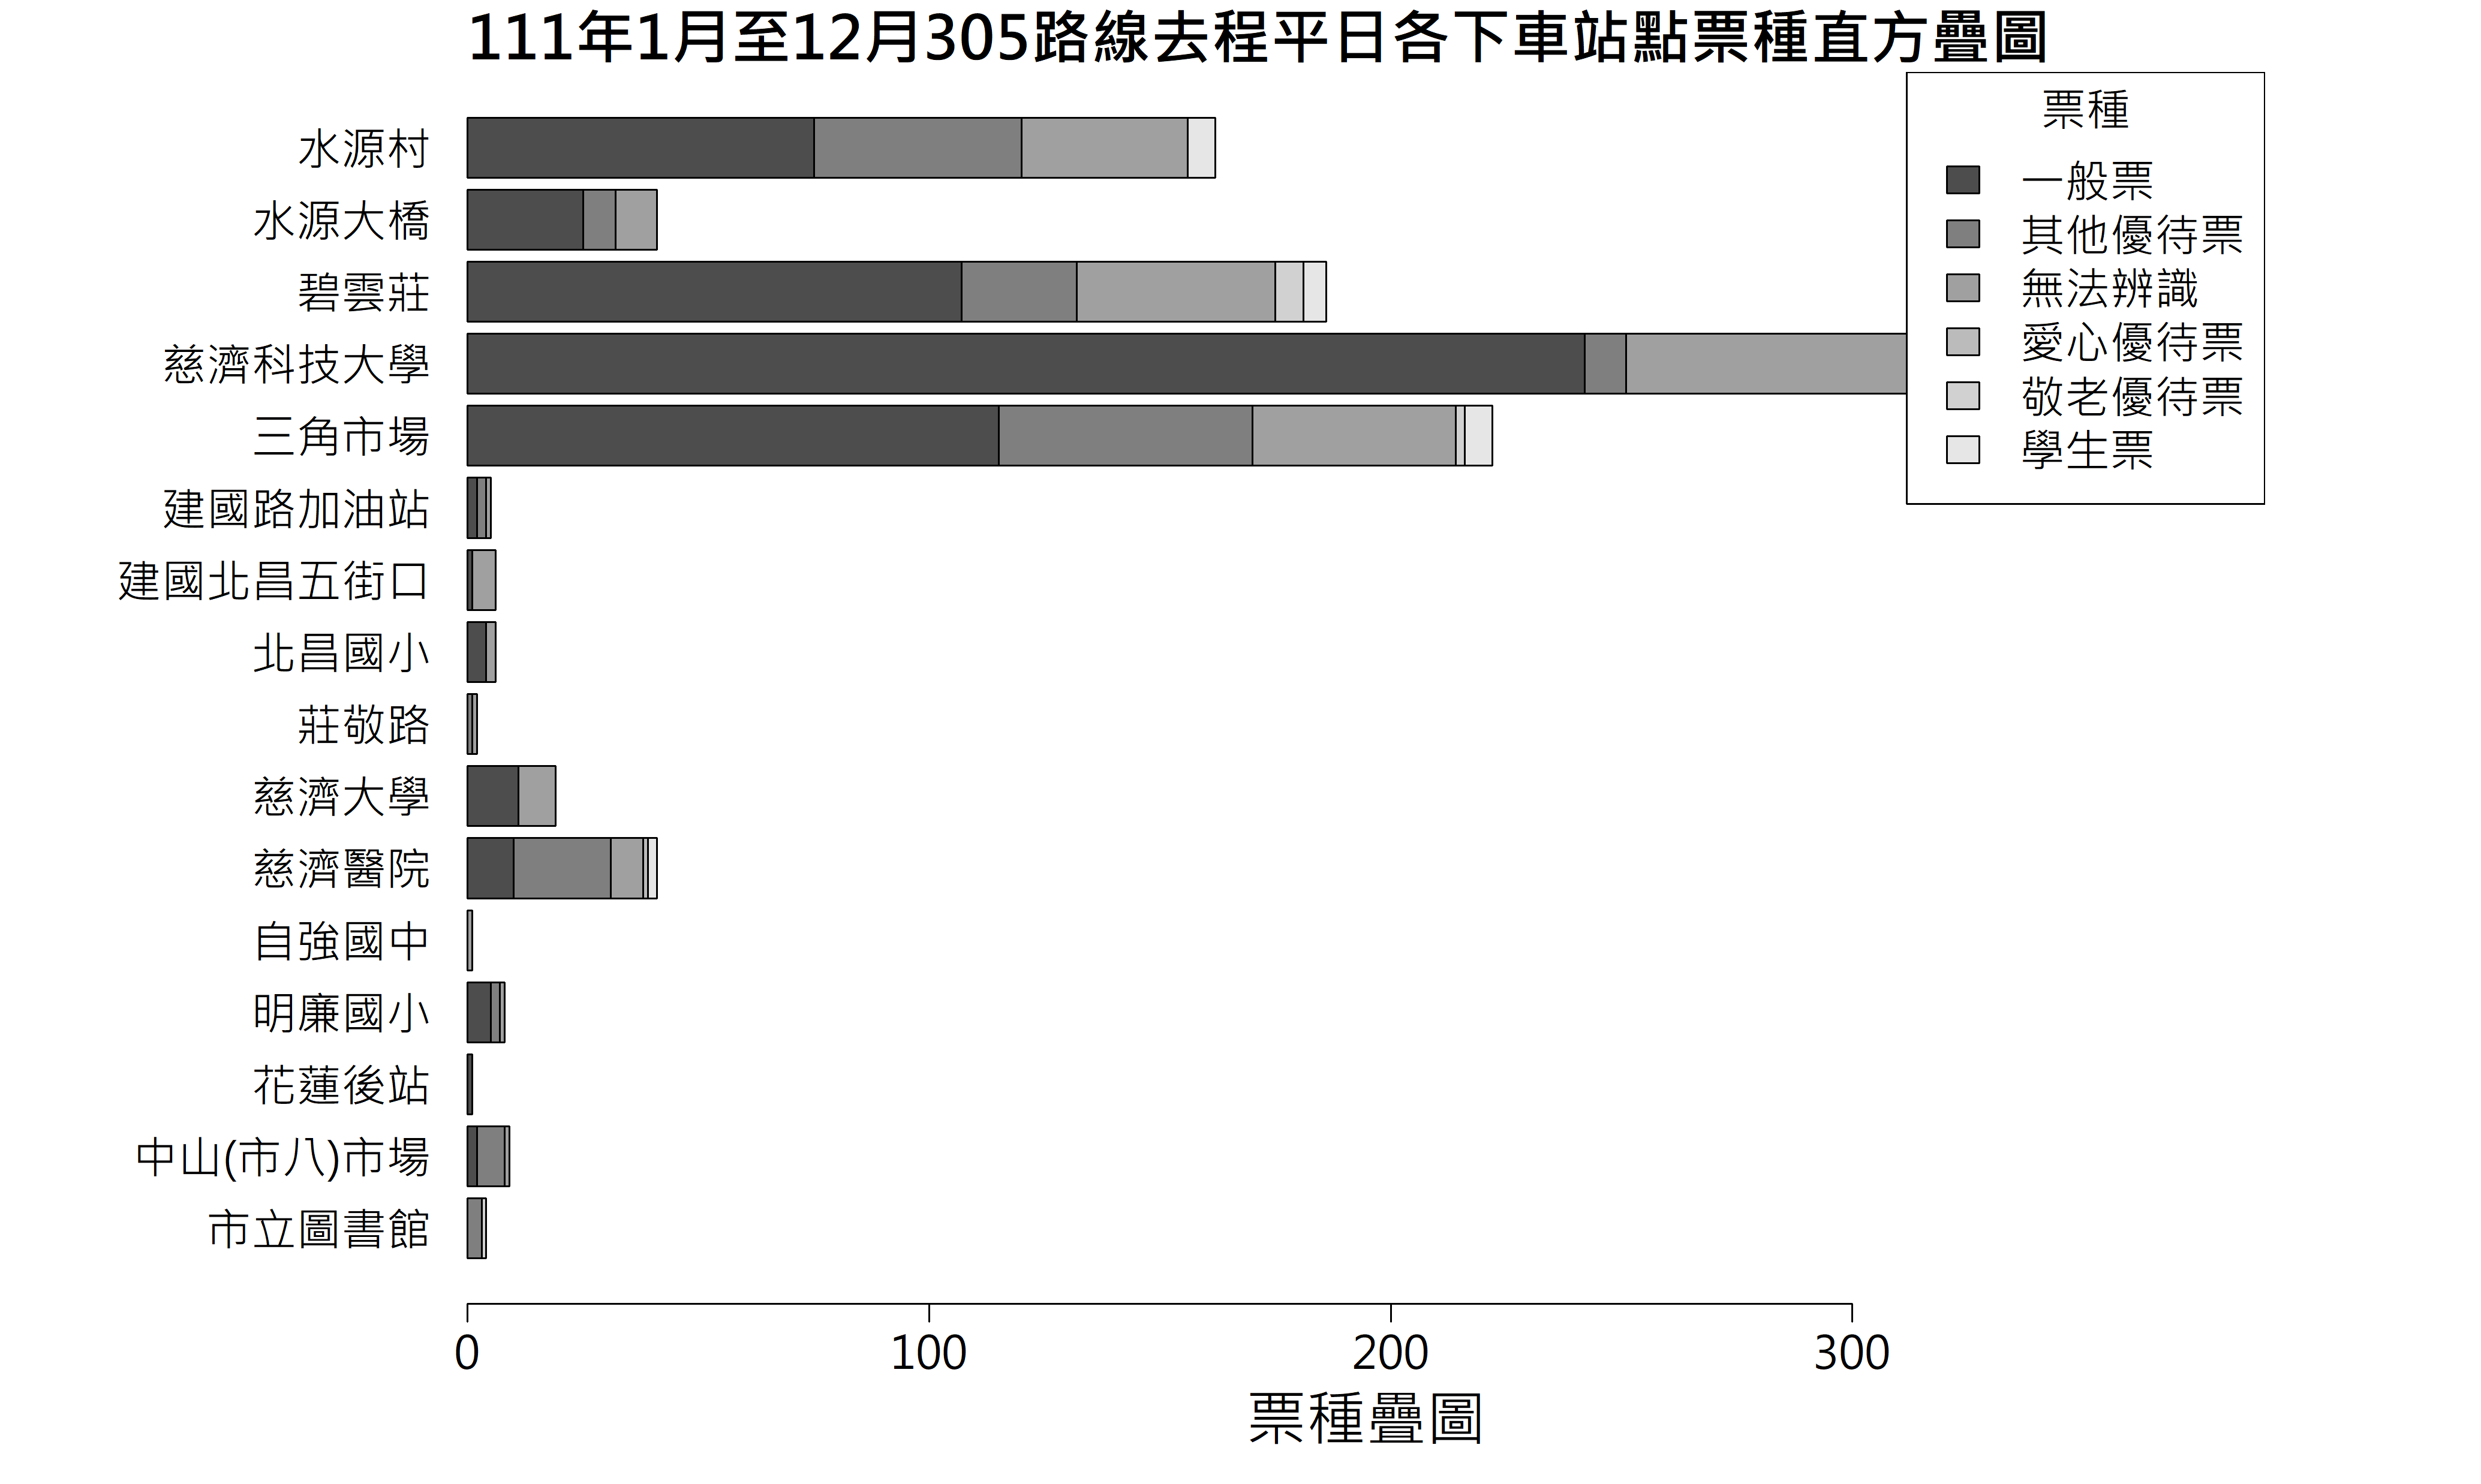 111年1月至12月305路線去程平日各下車站點票種直方疊圖
票種
一般票
其他優待票
無法辨識
愛心優待票
敬老優待票
學生票
水源村
水源大橋
碧雲莊
慈濟科技大學
三角市場
建國路加油站
建國北昌五街口
北昌國小
莊敬路
慈濟大學
慈濟醫院
自強國中
明廉國小
花蓮後站
中山(市八)市場
市立圖書館
0 100 200 300
票種疊圖